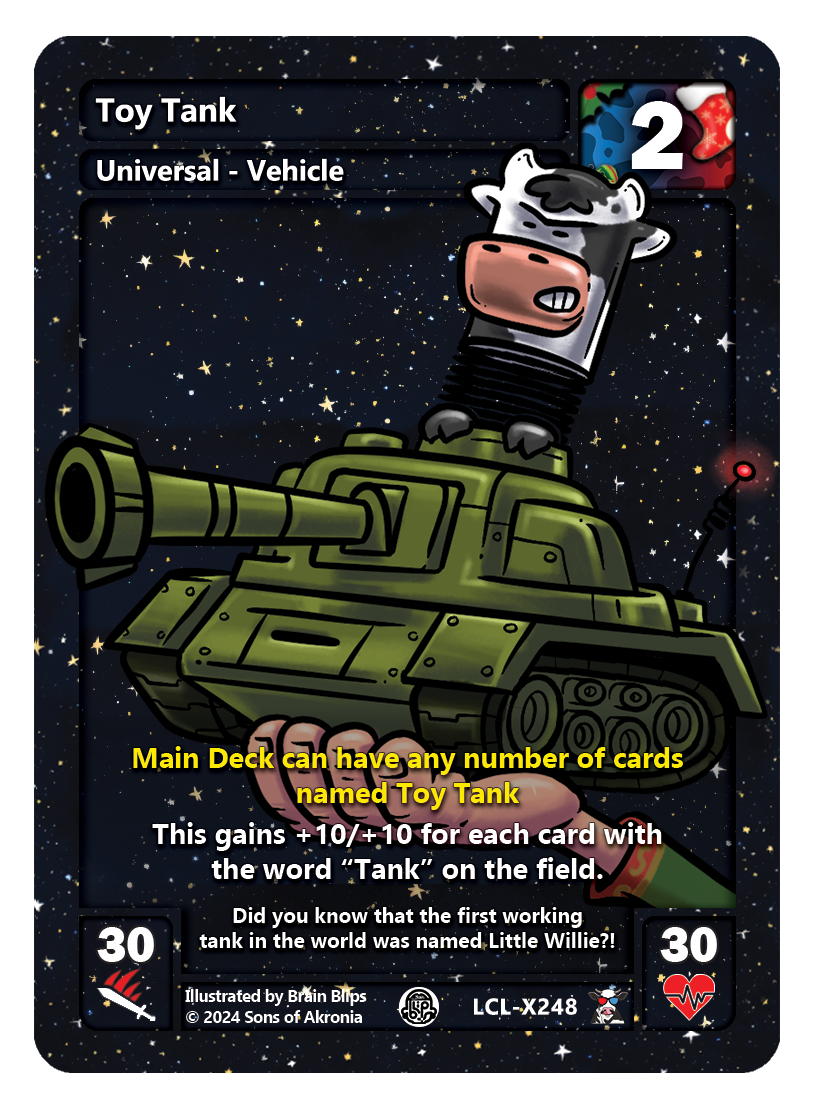 Toy Tank
2
Universal - Vehicle
Main Deck can have any number of cards
named Toy Tank
This gains +10/+10 for each card with
the word “Tank” on the field.
Did you know that the first working
tank in the world was named Little Willie?!
30
30
Illustrated by Brain Blips
© 2024 Sons of Akronia
LCL-X248